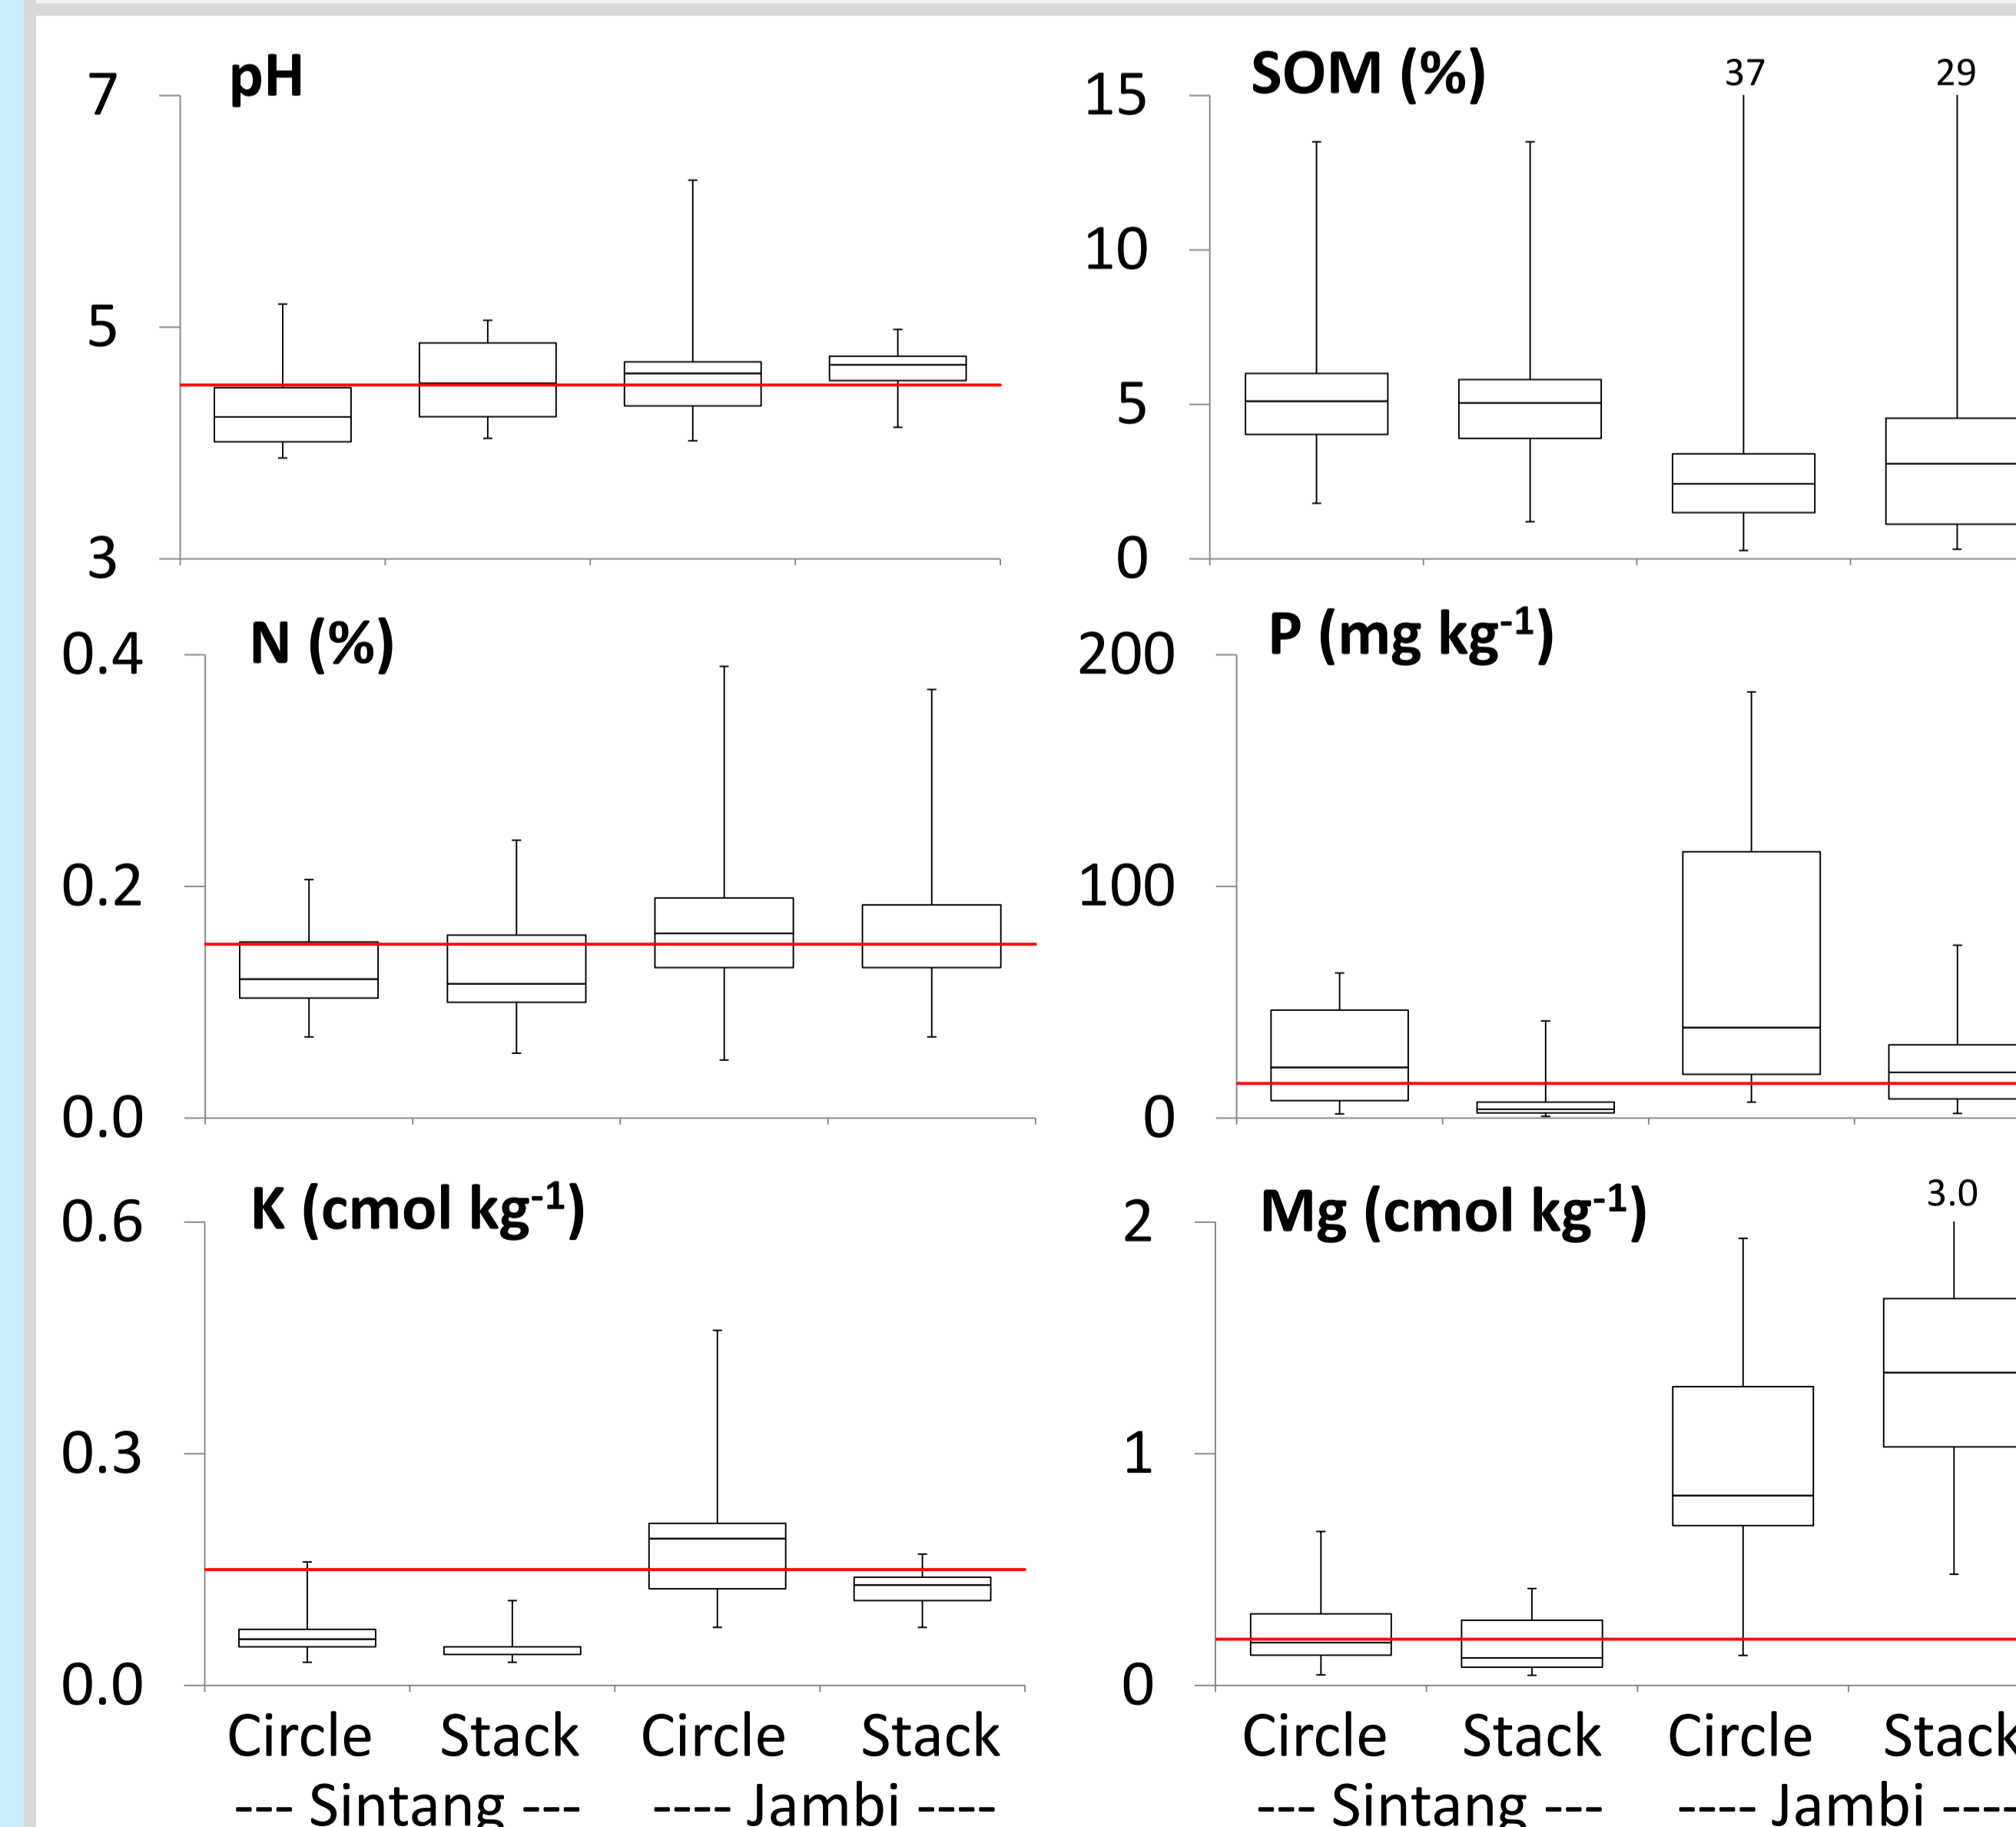 pH
7
5
3
SOM (%)
37
29
15
10
5
0
N (%)
0.4
0.2
0.0
P (mg kg⁻¹)
200
100
0
K (cmol kg⁻¹)
0.6
0.3
0.0
Circle Stack Circle Stack
--- Sintang --- ---- Jambi ----
Mg (cmol kg⁻¹)
3.0
2
1
0
Circle Stack Circle Stack
--- Sintang --- ---- Jambi ----